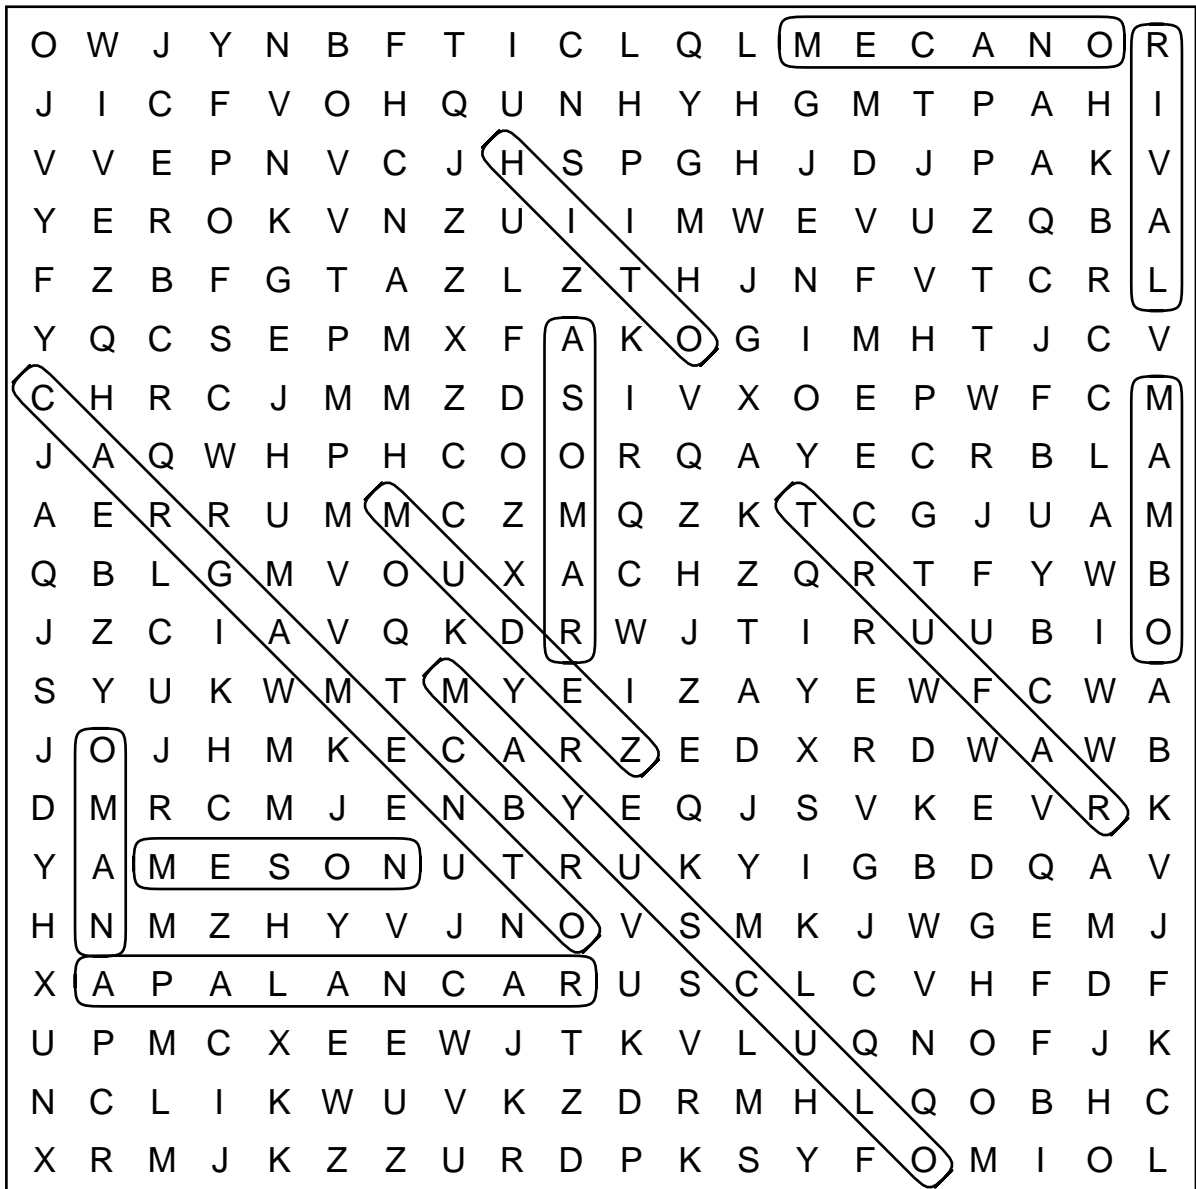 O W J Y N B F T I C L Q L M E C A N O R
J I C F V O H Q U N H Y H G M T P A H I
V V E P N V C J H S P G H J D J P A K V
Y E R O K V N Z U I I M W E V U Z Q B A
F Z B F G T A Z L Z T H J N F V T C R L
Y Q C S E P M X F A K O G I M H T J C V
C H R C J M M Z D S I V X O E P W F C M
J A Q W H P H C O O R Q A Y E C R B L A
A E R R U M M C Z M Q Z K T C G J U A M
Q B L G M V O U X A C H Z Q R T F Y W B
J Z C I A V Q K D R W J T I R U U B I O
S Y U K W M T M Y E I Z A Y E W F C W A
J O J H M K E C A R Z E D X R D W A W B
D M R C M J E N B Y E Q J S V K E V R K
Y A M E S O N U T R U K Y I G B D Q A V
H N M Z H Y V J N O V S M K J W G E M J
X A P A L A N C A R U S C L C V H F D F
U P M C X E E W J T K V L U Q N O F J K
N C L I K W U V K Z D R M H L Q O B H C
X R M J K Z Z U R D P K S Y F O M I O L